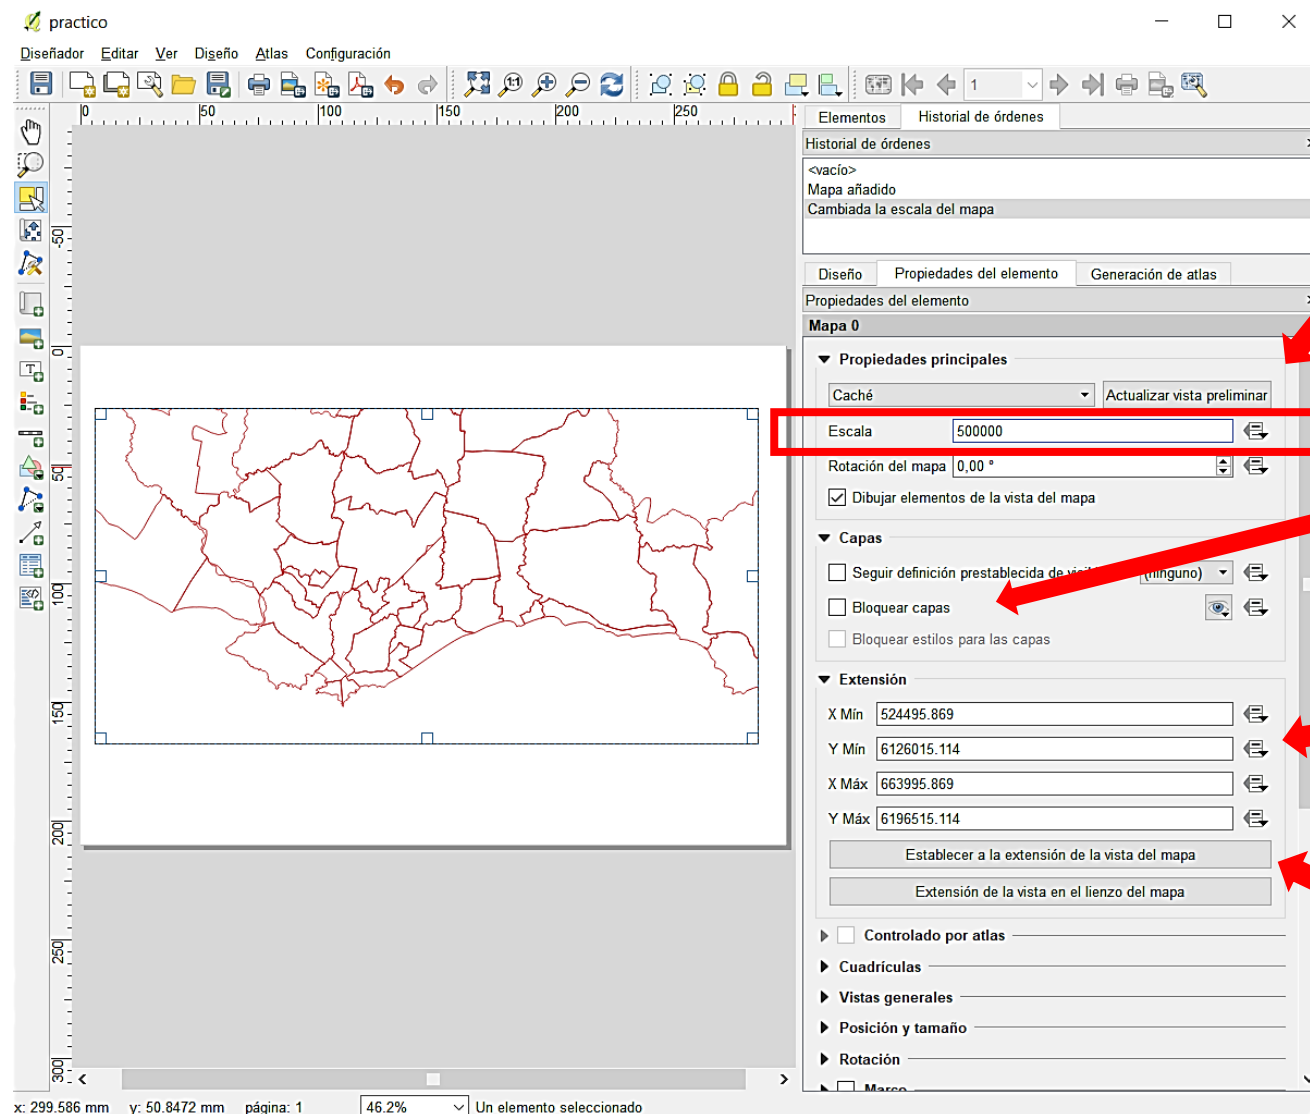 practico
Diseñador Editar Ver Diseño Atlas Configuración
1:1
1
0 50 100 150 200 250
-50
0
50
100
150
200
250
300
Elementos Historial de órdenes
Historial de órdenes
<vacío>
Mapa añadido
Cambiada la escala del mapa
Diseño Propiedades del elemento Generación de atlas
Propiedades del elemento
Mapa 0
Propiedades principales
Caché Actualizar vista preliminar
Escala 500000
Rotación del mapa 0,00 °
Dibujar elementos de la vista del mapa
Capas
Seguir definición prestablecida de (ninguno)
Bloquear capas
Bloquear estilos para las capas
Extensión
X Mín 524495.869
Y Mín 6126015.114
X Máx 663995.869
Y Máx 6196515.114
Establecer a la extensión de la vista del mapa
Extensión de la vista en el lienzo del mapa
Controlado por atlas
Cuadrículas
Vistas generales
Posición y tamaño
Rotación
Marco
x: 299.586 mm y: 50.8472 mm página: 1 46.2% Un elemento seleccionado